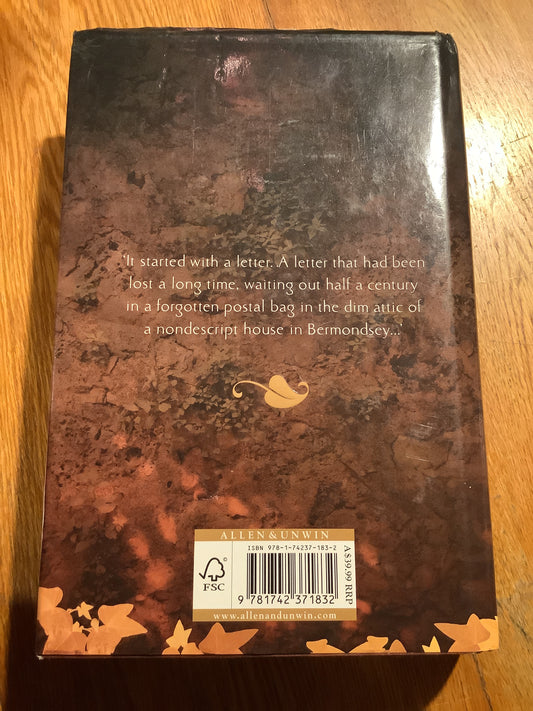 'It started with a letter. A letter that had been
lost a long time, waiting out half a century
in a forgotten postal bag in the dim attic of
a nondescript house in Bermondsey...'
ALLEN & UNWIN
ISBN 978-1-74237-183-2
FSC
9 781742 371832
A$39.99 RRP
www.allenandunwin.com